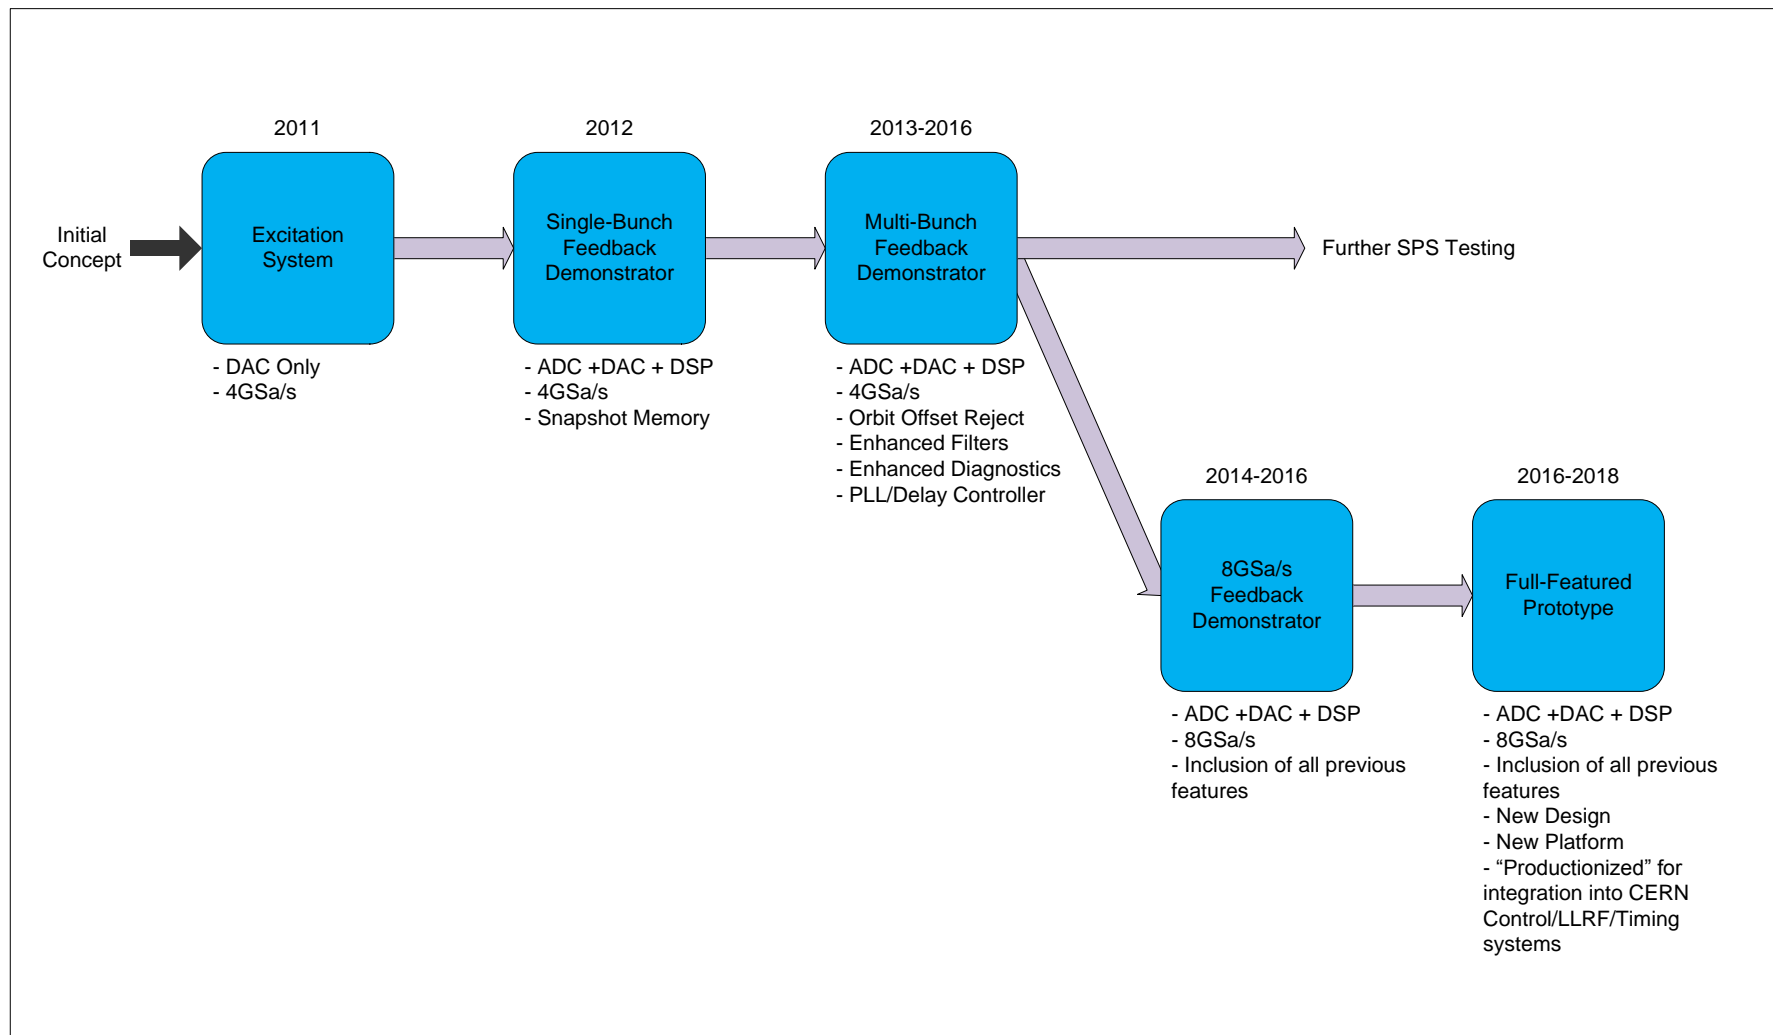 2011
2012
2013-2016
Initial
Concept
Excitation
System
Single-Bunch
Feedback
Demonstrator
Multi-Bunch
Feedback
Demonstrator
Further SPS Testing
- DAC Only
- 4GSa/s
- ADC +DAC + DSP
- 4GSa/s
- Snapshot Memory
- ADC +DAC + DSP
- 4GSa/s
- Orbit Offset Reject
- Enhanced Filters
- Enhanced Diagnostics
- PLL/Delay Controller
2014-2016
2016-2018
8GSa/s
Feedback
Demonstrator
Full-Featured
Prototype
- ADC +DAC + DSP
- 8GSa/s
- Inclusion of all previous
features
- ADC +DAC + DSP
- 8GSa/s
- Inclusion of all previous
features
- New Design
- New Platform
- “Productionized” for
integration into CERN
Control/LLRF/Timing
systems